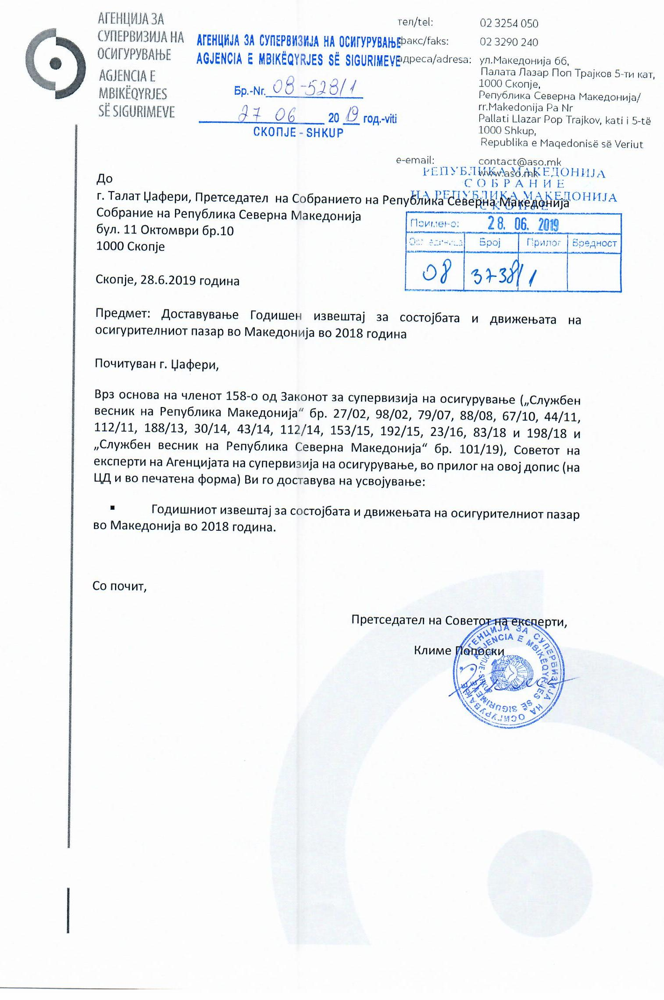 АГЕНЦИЈА ЗА
СУПЕРВИЗИЈА НА
ОСИГУРУВАЊЕ
AGJENCIA E
MBIKËQYRJES
SË SIGURIMEVE
АГЕНЦИЈА ЗА СУПЕРВИЗИЈА НА ОСИГУРУВАЊЕ
AGJENCIA E MBIKËQYRJES SË SIGURIMEVE
Бр.-Nr. 08-528/1
27 06 20 19 год.-viti
СКОПЈЕ - SHKUP
тел/tel: 02 3254 050
факс/faks: 02 3290 240
адреса/adresa: ул.Македонија бб,
Палата Лазар Поп Трајков 5-ти кат,
1000 Скопје,
Република Северна Македонија/
rr.Makedonija Pa Nr
Pallati Llazar Pop Trajkov, kati i 5-të
1000 Shkup,
Republika e Maqedonisë së Veriut
e-email: contact@aso.mk
www.aso.mk
РЕПУБЛИКА МАКЕДОНИЈА
СОБРАНИЕ
НА РЕПУБЛИКА МАКЕДОНИЈА
СКОПЈЕ
Примено: 28. 06. 2019
Број Прилог Вредност
08 3738/1
До
г. Талат Џафери, Претседател на Собранието на Република Северна Македонија
Собрание на Република Северна Македонија
бул. 11 Октомври бр.10
1000 Скопје
Скопје, 28.6.2019 година
Предмет: Доставување Годишен извештај за состојбата и движењата на
осигурителниот пазар во Македонија во 2018 година
Почитуван г. Џафери,
Врз основа на членот 158-о од Законот за супервизија на осигурување („Службен
весник на Република Македонија“ бр. 27/02, 98/02, 79/07, 88/08, 67/10, 44/11,
112/11, 188/13, 30/14, 43/14, 112/14, 153/15, 192/15, 23/16, 83/18 и 198/18 и
„Службен весник на Република Северна Македонија“ бр. 101/19), Советот на
експерти на Агенцијата на супервизија на осигурување, во прилог на овој допис (на
ЦД и во печатена форма) Ви го доставува на усвојување:
▪ Годишниот извештај за состојбата и движењата на осигурителниот пазар
во Македонија во 2018 година.
Со почит,
Претседател на Советот на експерти,
Климе Попоски
АГЕНЦИЈА ЗА СУПЕРВИЗИЈА НА ОСИГУРУВАЊЕ
AGJENCIA E MBIKËQYRJES SË SIGURIMEVE
СКОПЈЕ - SHKUP